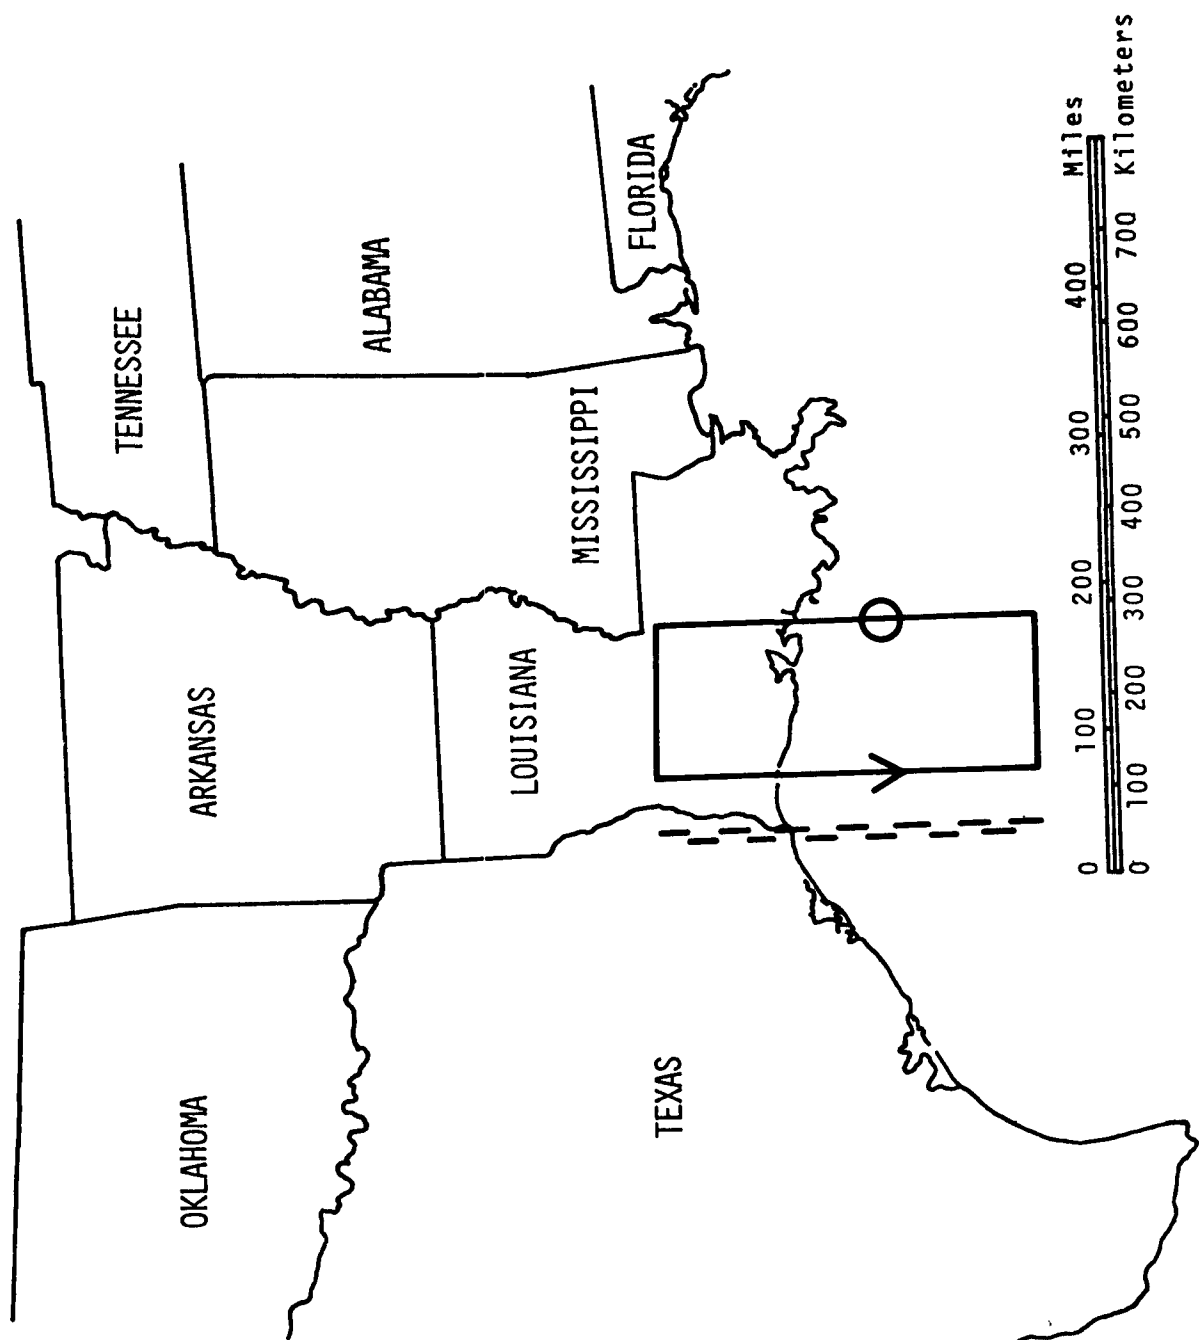 TENNESSEE
ARKANSAS
OKLAHOMA
ALABAMA
MISSISSIPPI
LOUISIANA
FLORIDA
TEXAS
0 100 200 300 400 Miles
0 100 200 300 400 500 600 700 Kilometers